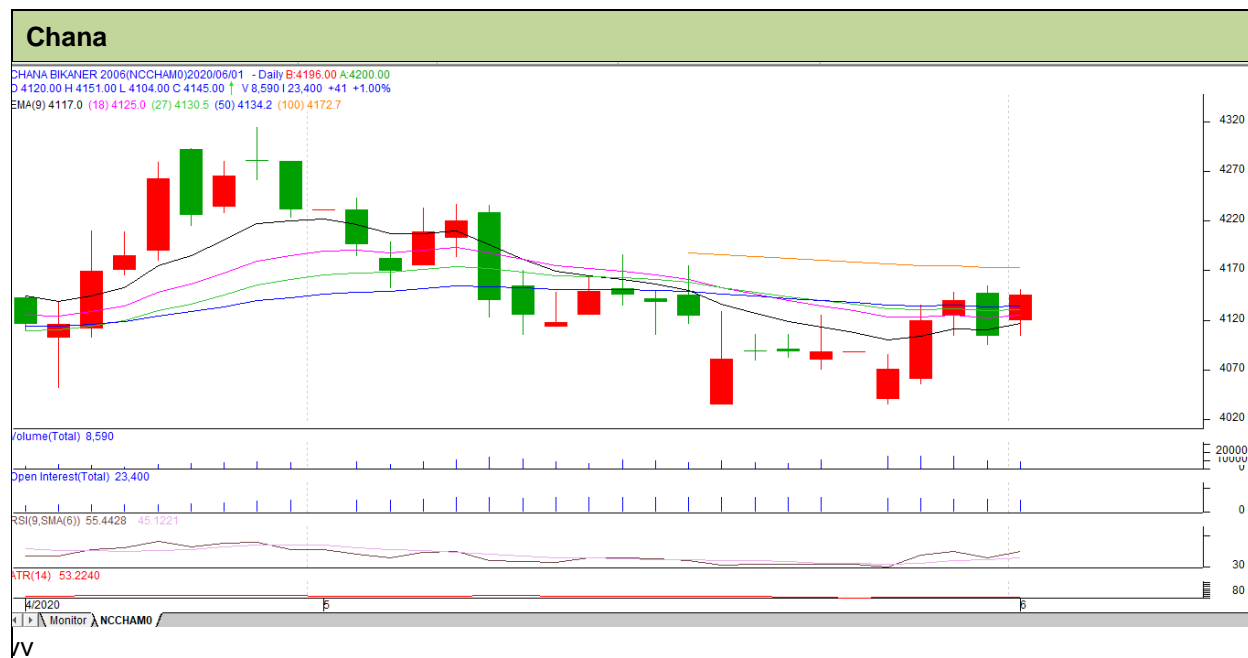 Chana
CHANA BIKANER 2006(NCCHAM0)2020/06/01 - Daily B:4196.00 A:4200.00
O 4120.00 H 4151.00 L 4104.00 C 4145.00 ↑ V 8,590 I 23,400 +41 +1.00%
EMA(9) 4117.0 (18) 4125.0 (27) 4130.5 (50) 4134.2 (100) 4172.7
4320
4270
4220
4170
4120
4070
4020
Volume(Total) 8,590
20000
10000
0
Open Interest(Total) 23,400
0
RSI(9,SMA(6)) 55.4428 45.1221
30
ATR(14) 53.2240
80
4/2020 5 6
Monitor NCCHAM0